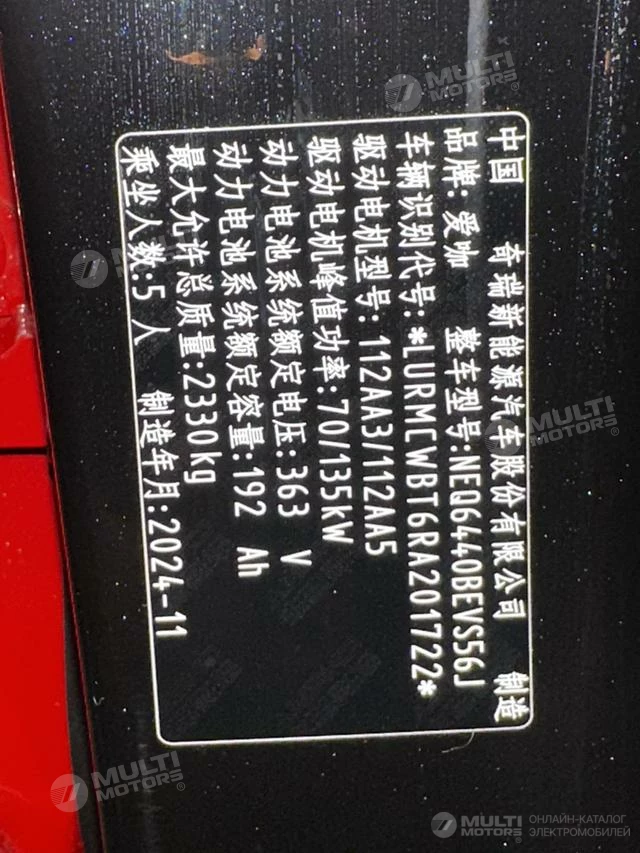 中国 奇瑞新能源汽车股份有限公司 制造
品牌: 爱咖 整车型号:NEQ6440BEVS56J
车辆识别代号:*LURMCWBT6RA201722*
驱动电机型号: 112AA3/112AA5
驱动电机峰值功率:70/135kW
动力电池系统额定电压:363 V
动力电池系统额定容量:192 Ah
最大允许总质量:2330kg
乘坐人数:5 人 制造年月:2024-11
MULTI
MOTORS
MULTI
MOTORS
MULTI
MOTORS
MULTI
MOTORS
MULTI
MOTORS
ОНЛАЙН-КАТАЛОГ
ЭЛЕКТРОМОБИЛЕЙ